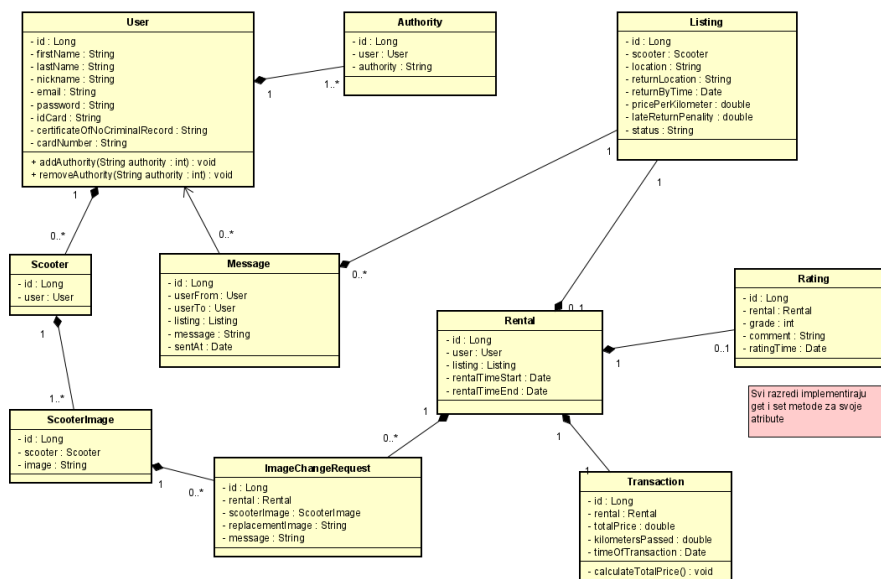 User
- id : Long
- firstName : String
- lastName : String
- nickname : String
- email : String
- password : String
- idCard : String
- certificateOfNoCriminalRecord : String
- cardNumber : String
+ addAuthority(String authority : int) : void
+ removeAuthority(String authority : int) : void
1
1..*
Authority
- id : Long
- user : User
- authority : String
Listing
- id : Long
- scooter : Scooter
- location : String
- returnLocation : String
- returnByTime : Date
- pricePerKilometer : double
- lateReturnPenality : double
- status : String
1
1
1
0..*
0..*
Scooter
- id : Long
- user : User
1
1..*
Message
- id : Long
- userFrom : User
- userTo : User
- listing : Listing
- message : String
- sentAt : Date
0..*
0..1
Rental
- id : Long
- user : User
- listing : Listing
- rentalTimeStart : Date
- rentalTimeEnd : Date
1
0..1
Rating
- id : Long
- rental : Rental
- grade : int
- comment : String
- ratingTime : Date
Svi razredi implementiraju
get i set metode za svoje
atribute
ScooterImage
- id : Long
- scooter : Scooter
- image : String
1
0..*
1
0..*
ImageChangeRequest
- id : Long
- rental : Rental
- scooterImage : ScooterImage
- replacementImage : String
- message : String
1
1
Transaction
- id : Long
- rental : Rental
- totalPrice : double
- kilometersPassed : double
- timeOfTransaction : Date
- calculateTotalPrice() : void